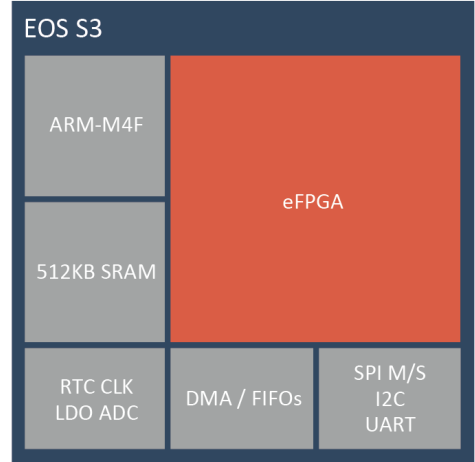 EOS S3
ARM-M4F
eFPGA
512KB SRAM
RTC CLK
LDO ADC
DMA / FIFOs
SPI M/S
I2C
UART